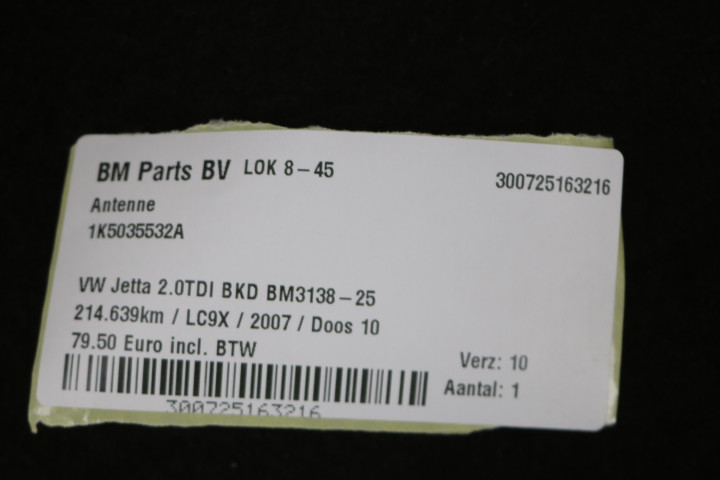 BM Parts BV LOK 8-45
300725163216
Antenne
1K5035532A
VW Jetta 2.0TDI BKD BM3138-25
214.639km / LC9X / 2007 / Doos 10
79.50 Euro incl. BTW
Verz: 10
Aantal: 1
300725163216